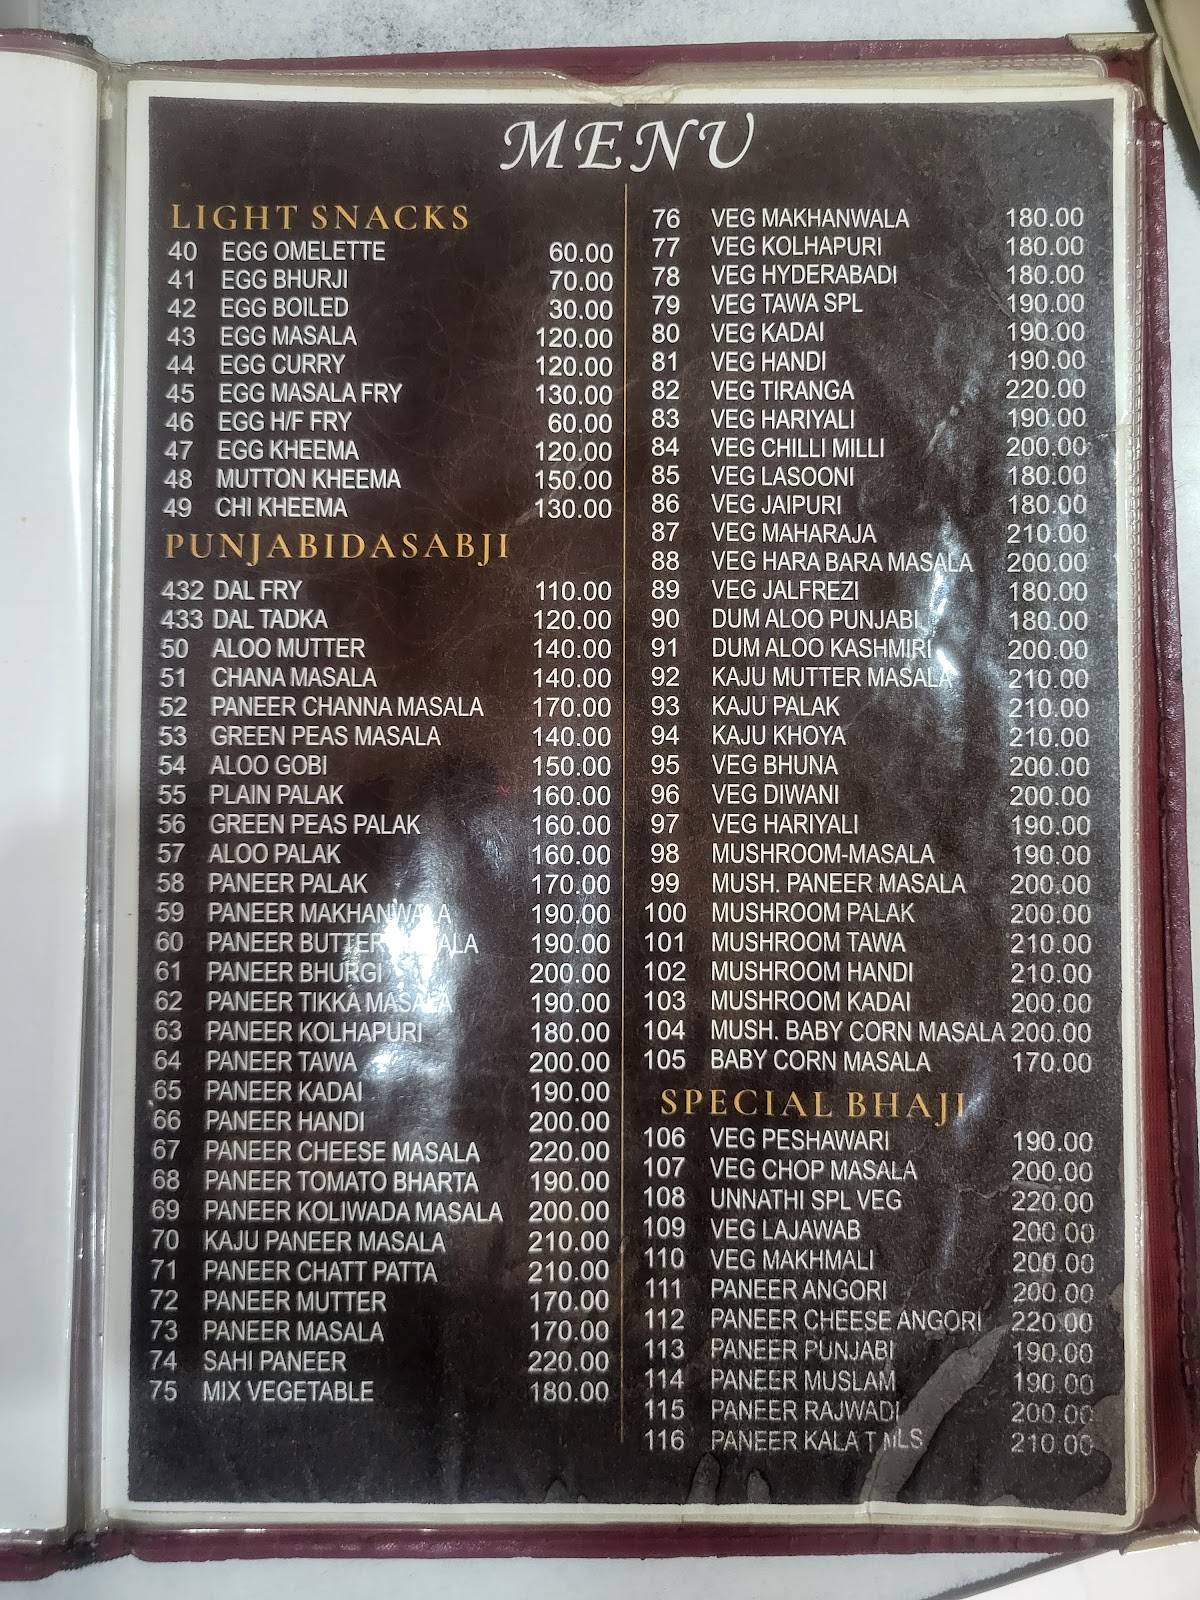 MENU
LIGHT SNACKS
40 EGG OMELETTE 60.00
41 EGG BHURJI 70.00
42 EGG BOILED 30.00
43 EGG MASALA 120.00
44 EGG CURRY 120.00
45 EGG MASALA FRY 130.00
46 EGG H/F FRY 60.00
47 EGG KHEEMA 120.00
48 MUTTON KHEEMA 150.00
49 CHI KHEEMA 130.00
PUNJABIDASABJI
432 DAL FRY 110.00
433 DAL TADKA 120.00
50 ALOO MUTTER 140.00
51 CHANA MASALA 140.00
52 PANEER CHANNA MASALA 170.00
53 GREEN PEAS MASALA 140.00
54 ALOO GOBI 150.00
55 PLAIN PALAK 160.00
56 GREEN PEAS PALAK 160.00
57 ALOO PALAK 160.00
58 PANEER PALAK 170.00
59 PANEER MAKHANWALA 190.00
60 PANEER BUTTER MASALA 190.00
61 PANEER BHURGI 200.00
62 PANEER TIKKA MASALA 190.00
63 PANEER KOLHAPURI 180.00
64 PANEER TAWA 200.00
65 PANEER KADAI 190.00
66 PANEER HANDI 200.00
67 PANEER CHEESE MASALA 220.00
68 PANEER TOMATO BHARTA 190.00
69 PANEER KOLIWADA MASALA 200.00
70 KAJU PANEER MASALA 210.00
71 PANEER CHATT PATTA 210.00
72 PANEER MUTTER 170.00
73 PANEER MASALA 170.00
74 SAHI PANEER 220.00
75 MIX VEGETABLE 180.00
76 VEG MAKHANWALA 180.00
77 VEG KOLHAPURI 180.00
78 VEG HYDERABADI 180.00
79 VEG TAWA SPL 190.00
80 VEG KADAI 190.00
81 VEG HANDI 190.00
82 VEG TIRANGA 220.00
83 VEG HARIYALI 190.00
84 VEG CHILLI MILLI 200.00
85 VEG LASOONI 180.00
86 VEG JAIPURI 180.00
87 VEG MAHARAJA 210.00
88 VEG HARA BARA MASALA 200.00
89 VEG JALFREZI 180.00
90 DUM ALOO PUNJABI 180.00
91 DUM ALOO KASHMIRI 200.00
92 KAJU MUTTER MASALA 210.00
93 KAJU PALAK 210.00
94 KAJU KHOYA 210.00
95 VEG BHUNA 200.00
96 VEG DIWANI 200.00
97 VEG HARIYALI 190.00
98 MUSHROOM-MASALA 190.00
99 MUSH. PANEER MASALA 200.00
100 MUSHROOM PALAK 200.00
101 MUSHROOM TAWA 210.00
102 MUSHROOM HANDI 210.00
103 MUSHROOM KADAI 200.00
104 MUSH. BABY CORN MASALA 200.00
105 BABY CORN MASALA 170.00
SPECIAL BHAJI
106 VEG PESHAWARI 190.00
107 VEG CHOP MASALA 200.00
108 UNNATHI SPL VEG 220.00
109 VEG LAJAWAB 200.00
110 VEG MAKHMALI 200.00
111 PANEER ANGORI 200.00
112 PANEER CHEESE ANGORI 220.00
113 PANEER PUNJABI 190.00
114 PANEER MUSLAM 190.00
115 PANEER RAJWADI 200.00
116 PANEER KALA 210.00